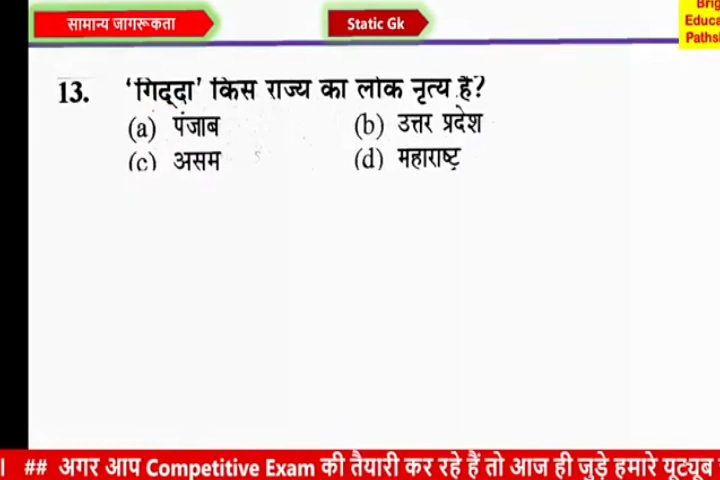 सामान्य जागरूकता
Static Gk
13. 'गिद्दा' किस राज्य का लोक नृत्य है?
(a) पंजाब (b) उत्तर प्रदेश
(c) असम (d) महाराष्ट्र
## अगर आप Competitive Exam की तैयारी कर रहे हैं तो आज ही जुड़े हमारे यूट्यूब